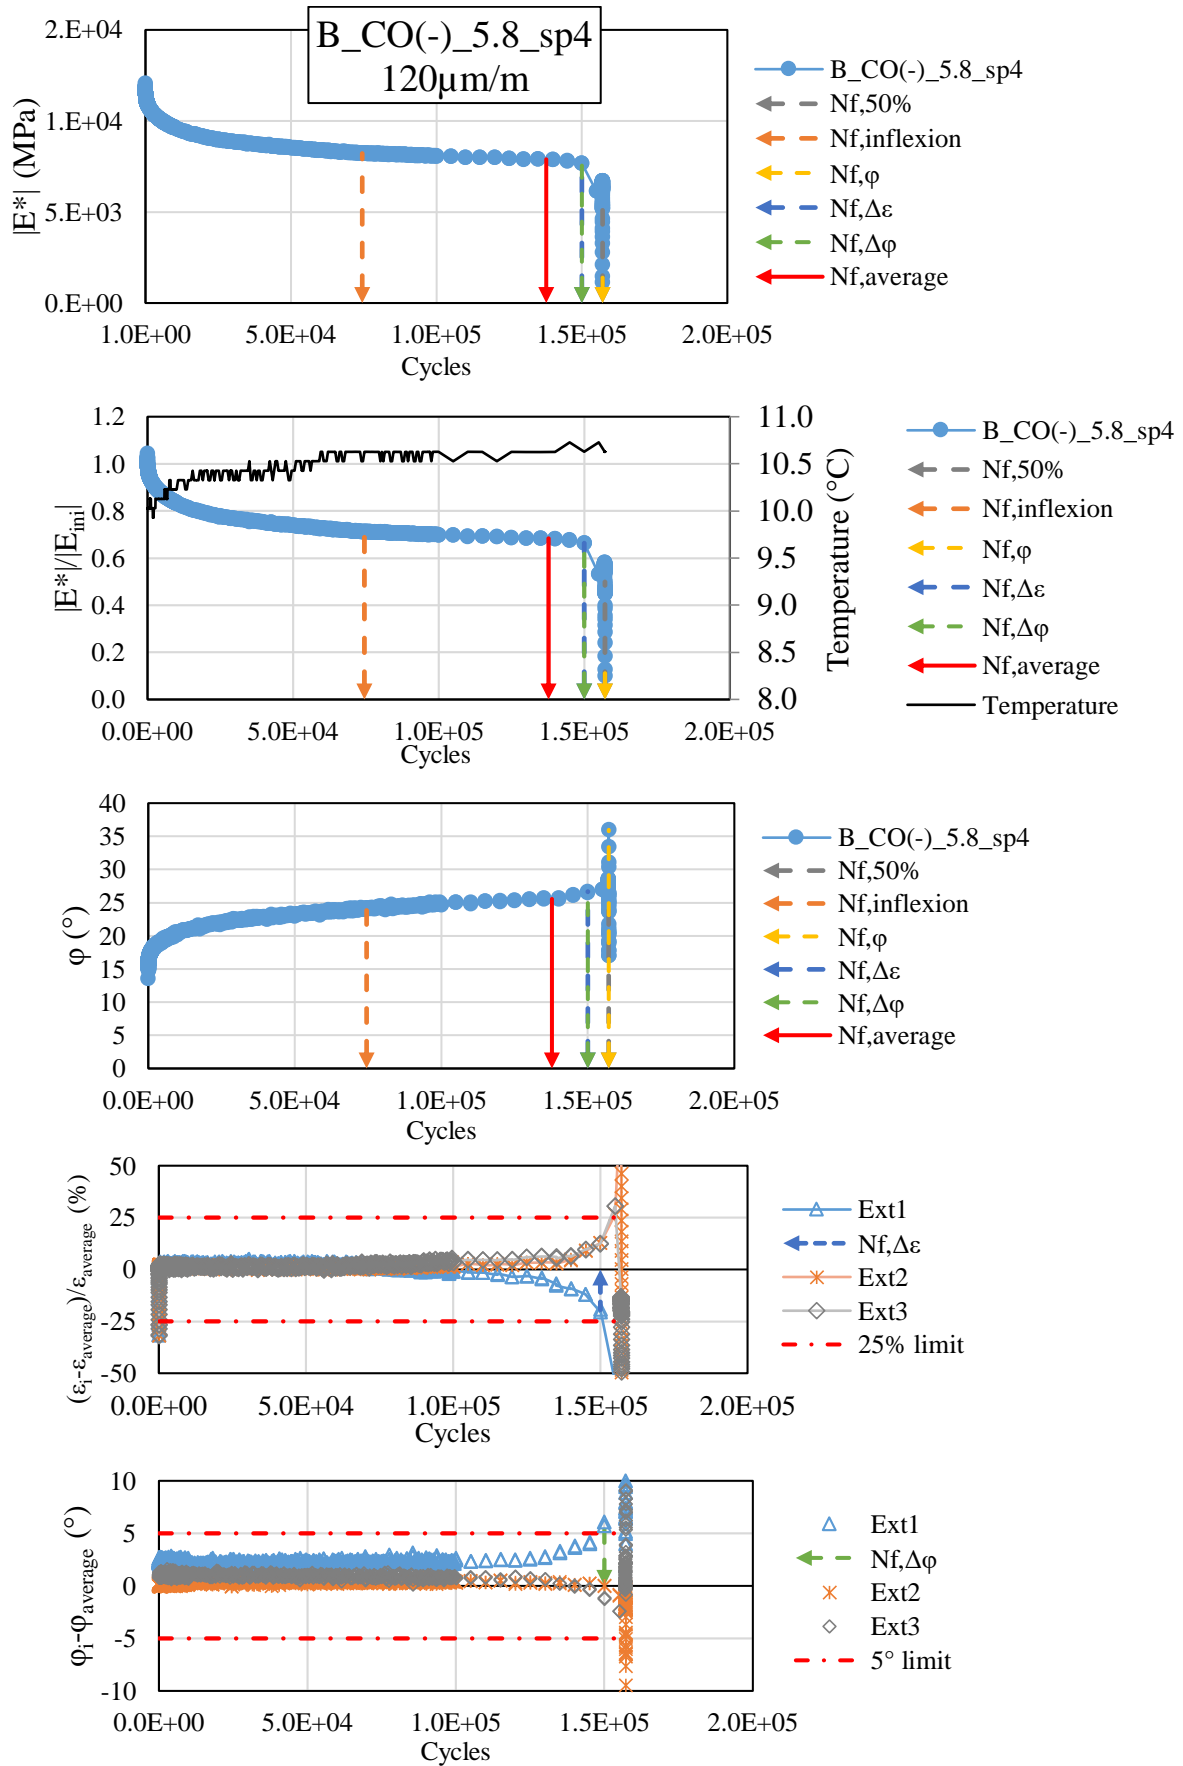 B_CO(-)_5.8_sp4
120µm/m
|E*| (MPa)
2.E+04
1.E+04
5.E+03
0.E+00
1.0E+00
5.0E+04
1.0E+05
1.5E+05
2.0E+05
Cycles
B_CO(-)_5.8_sp4
Nf,50%
Nf,inflexion
Nf,φ
Nf,Δε
Nf,Δφ
Nf,average
|E*|/|E_ini|
1.2
1.0
0.8
0.6
0.4
0.2
0.0
11.0
10.5
10.0
9.5
9.0
8.5
8.0
Temperature (°C)
0.0E+00
5.0E+04
1.0E+05
1.5E+05
2.0E+05
Cycles
B_CO(-)_5.8_sp4
Nf,50%
Nf,inflexion
Nf,φ
Nf,Δε
Nf,Δφ
Nf,average
Temperature
φ (°)
40
35
30
25
20
15
10
5
0
0.0E+00
5.0E+04
1.0E+05
1.5E+05
2.0E+05
Cycles
B_CO(-)_5.8_sp4
Nf,50%
Nf,inflexion
Nf,φ
Nf,Δε
Nf,Δφ
Nf,average
(ε_i-ε_average)/ε_average (%)
50
25
0
-25
-50
0.0E+00
5.0E+04
1.0E+05
1.5E+05
2.0E+05
Cycles
Ext1
Nf,Δε
Ext2
Ext3
25% limit
φ_i-φ_average (°)
10
5
0
-5
-10
0.0E+00
5.0E+04
1.0E+05
1.5E+05
2.0E+05
Cycles
Ext1
Nf,Δφ
Ext2
Ext3
5° limit